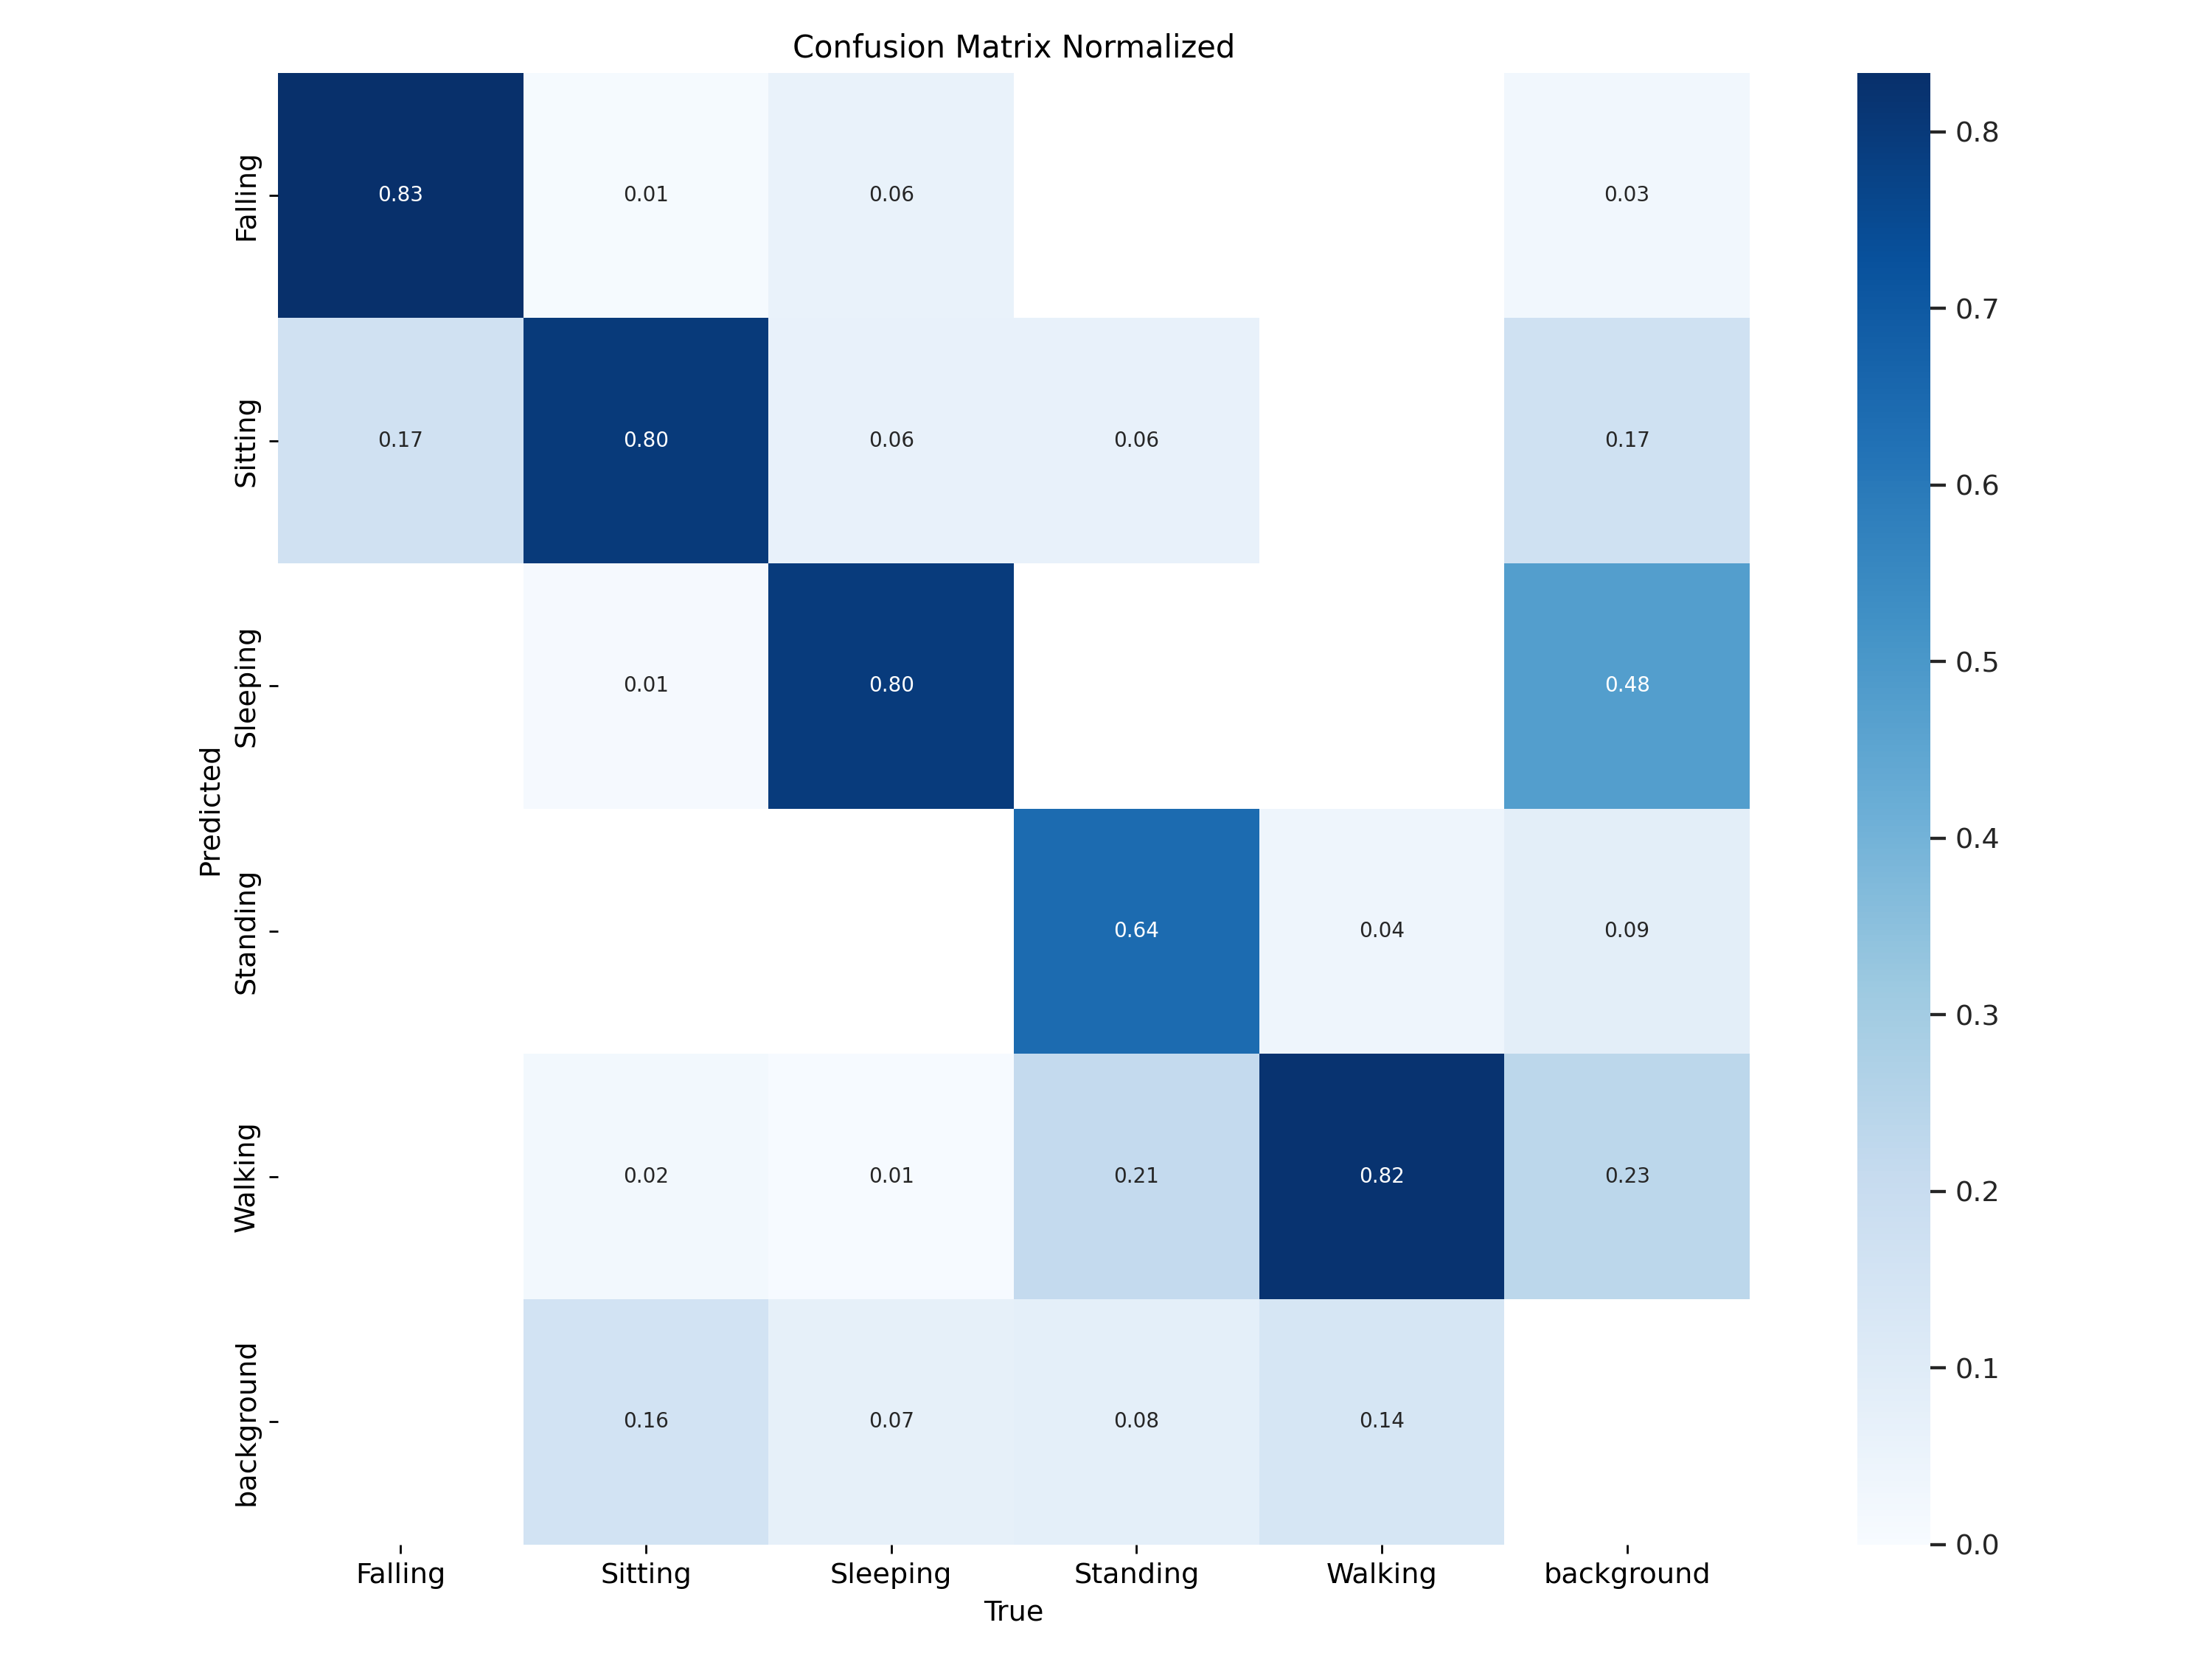 Confusion Matrix Normalized
Falling
0.83
0.01
0.06
0.03
Sitting
0.17
0.80
0.06
0.06
0.17
Sleeping
0.01
0.80
0.48
Standing
0.64
0.04
0.09
Walking
0.02
0.01
0.21
0.82
0.23
background
0.16
0.07
0.08
0.14
Predicted
Falling
Sitting
Sleeping
Standing
Walking
background
True
0.8
0.7
0.6
0.5
0.4
0.3
0.2
0.1
0.0